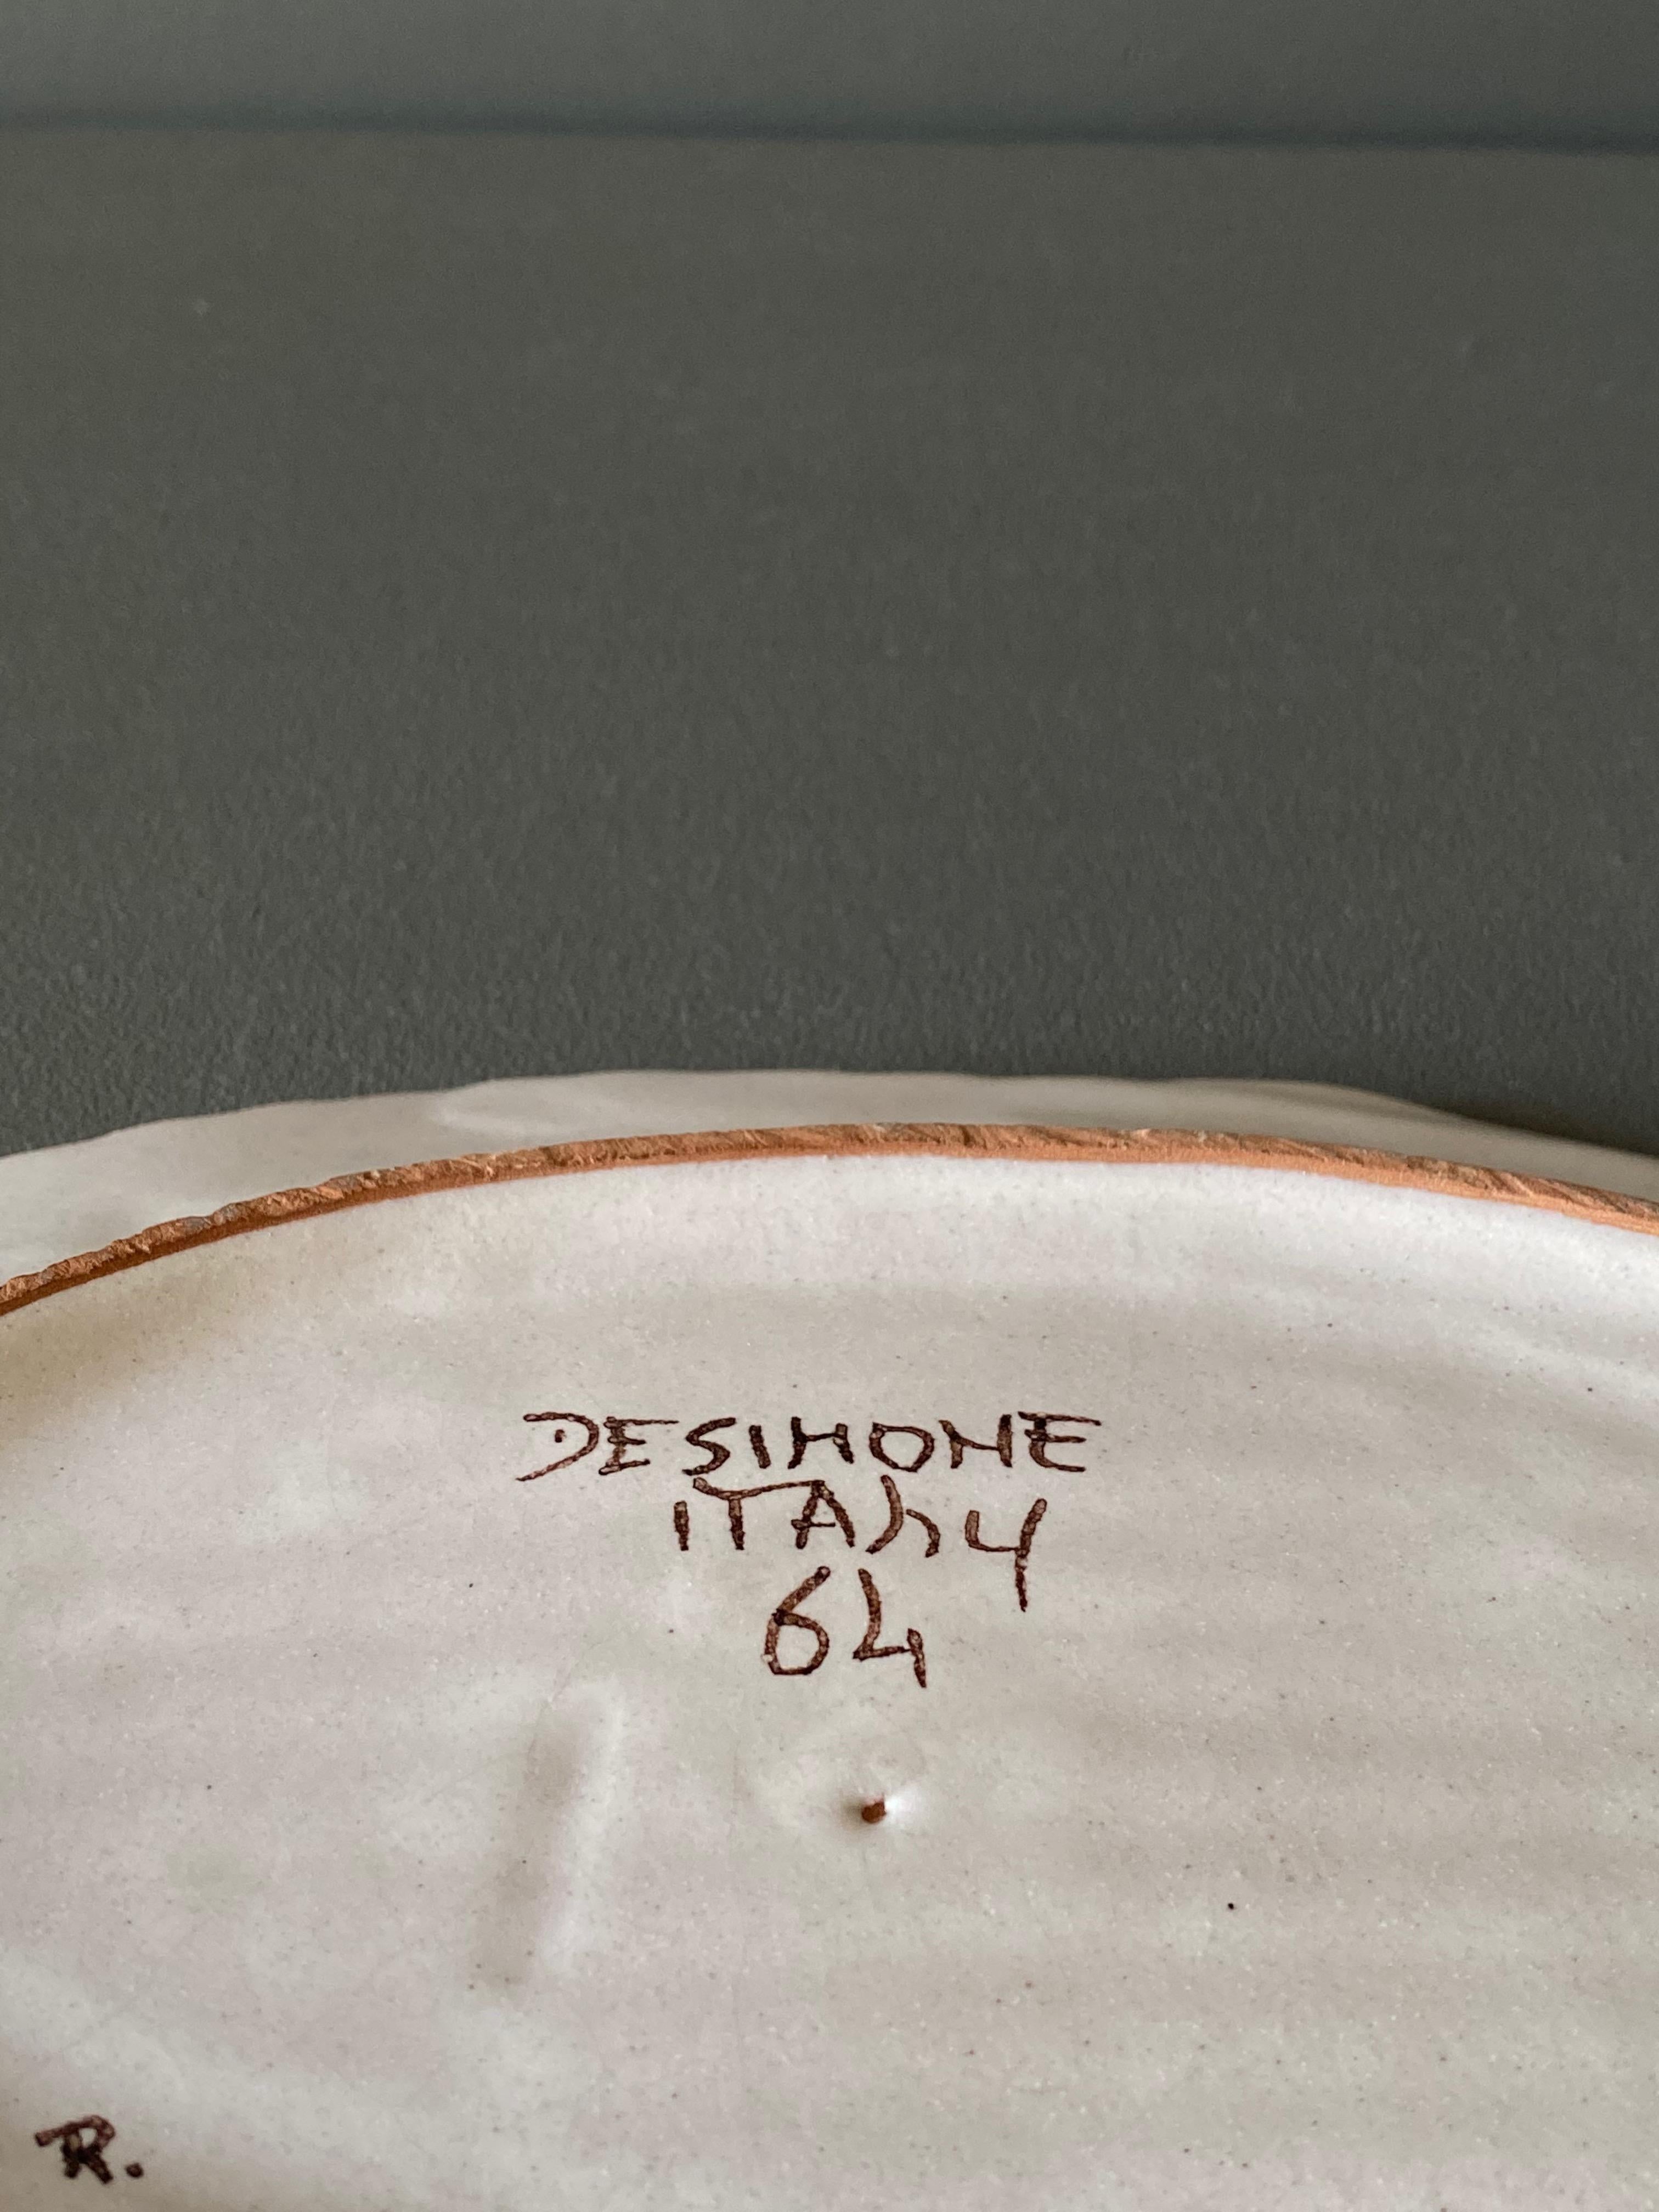 DESIMONE
ITALY
64
R.